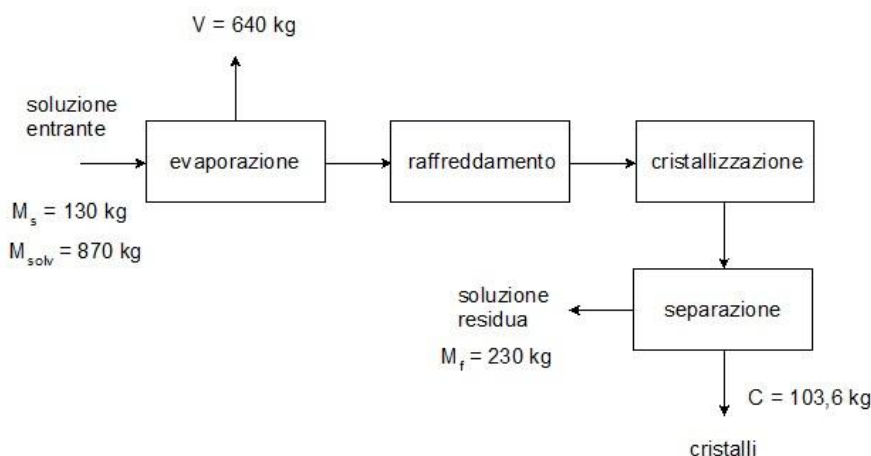 V = 640 kg
soluzione
entrante
evaporazione
raffreddamento
cristallizzazione
M_s = 130 kg
M_solv = 870 kg
soluzione
residua
separazione
M_f = 230 kg
C = 103,6 kg
cristalli